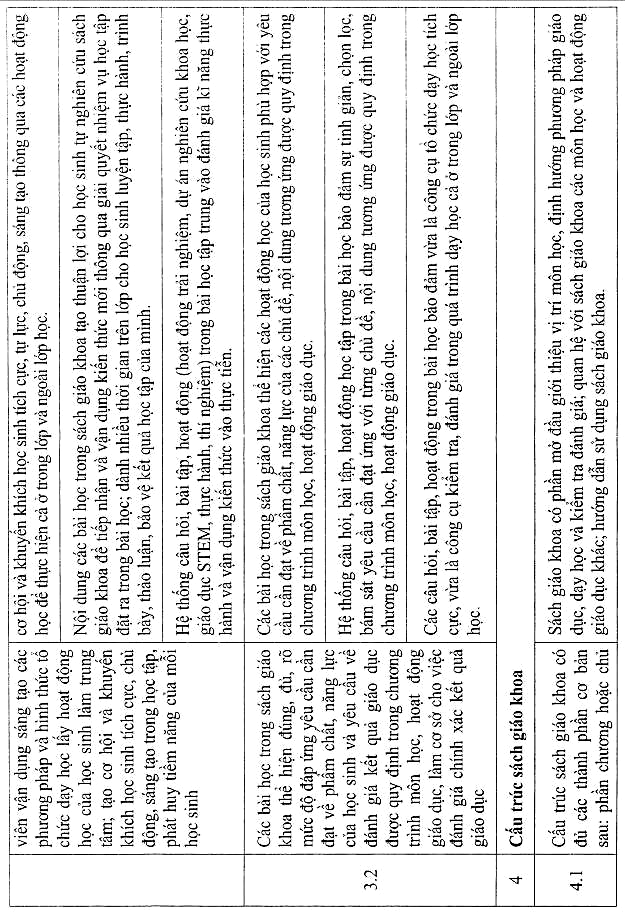 viên vận dụng sáng tạo các
phương pháp và hình thức tổ
chức dạy học lấy hoạt động
học của học sinh làm trung
tâm; tạo cơ hội và khuyến
khích học sinh tích cực, chủ
động, sáng tạo trong học tập,
phát huy tiềm năng của mỗi
học sinh
cơ hội và khuyến khích học sinh tích cực, tự lực, chủ động, sáng tạo thông qua các hoạt động
học để thực hiện cả ở trong lớp và ngoài lớp học.
Nội dung các bài học trong sách giáo khoa tạo thuận lợi cho học sinh tự nghiên cứu sách
giáo khoa để tiếp nhận và vận dụng kiến thức mới thông qua giải quyết nhiệm vụ học tập
đặt ra trong bài học; dành nhiều thời gian trên lớp cho học sinh luyện tập, thực hành, trình
bày, thảo luận, bảo vệ kết quả học tập của mình.
Hệ thống câu hỏi, bài tập, hoạt động (hoạt động trải nghiệm, dự án nghiên cứu khoa học,
giáo dục STEM, thực hành, thí nghiệm) trong bài học tập trung vào đánh giá kĩ năng thực
hành và vận dụng kiến thức vào thực tiễn.
3.2
Các bài học trong sách giáo
khoa thể hiện đúng, đủ, rõ
mức độ đáp ứng yêu cầu cần
đạt về phẩm chất, năng lực
của học sinh và yêu cầu về
đánh giá kết quả giáo dục
được quy định trong chương
trình môn học, hoạt động
giáo dục, làm cơ sở cho việc
đánh giá chính xác kết quả
giáo dục
Các bài học trong sách giáo khoa thể hiện các hoạt động học của học sinh phù hợp với yêu
cầu cần đạt về phẩm chất, năng lực của các chủ đề, nội dung tương ứng được quy định trong
chương trình môn học, hoạt động giáo dục.
Hệ thống câu hỏi, bài tập, hoạt động học tập trong bài học bảo đảm sự tinh giản, chọn lọc,
bám sát yêu cầu cần đạt ứng với từng chủ đề, nội dung tương ứng được quy định trong
chương trình môn học, hoạt động giáo dục.
Các câu hỏi, bài tập, hoạt động trong bài học bảo đảm vừa là công cụ tổ chức dạy học tích
cực, vừa là công cụ kiểm tra, đánh giá trong quá trình dạy học cả ở trong lớp và ngoài lớp
học.
4
Cấu trúc sách giáo khoa
4.1
Cấu trúc sách giáo khoa có
đủ các thành phần cơ bản
sau: phần chương hoặc chủ
Sách giáo khoa có phần mở đầu giới thiệu vị trí môn học, định hướng phương pháp giáo
dục, dạy học và kiểm tra đánh giá; quan hệ với sách giáo khoa các môn học và hoạt động
giáo dục khác; hướng dẫn sử dụng sách giáo khoa.